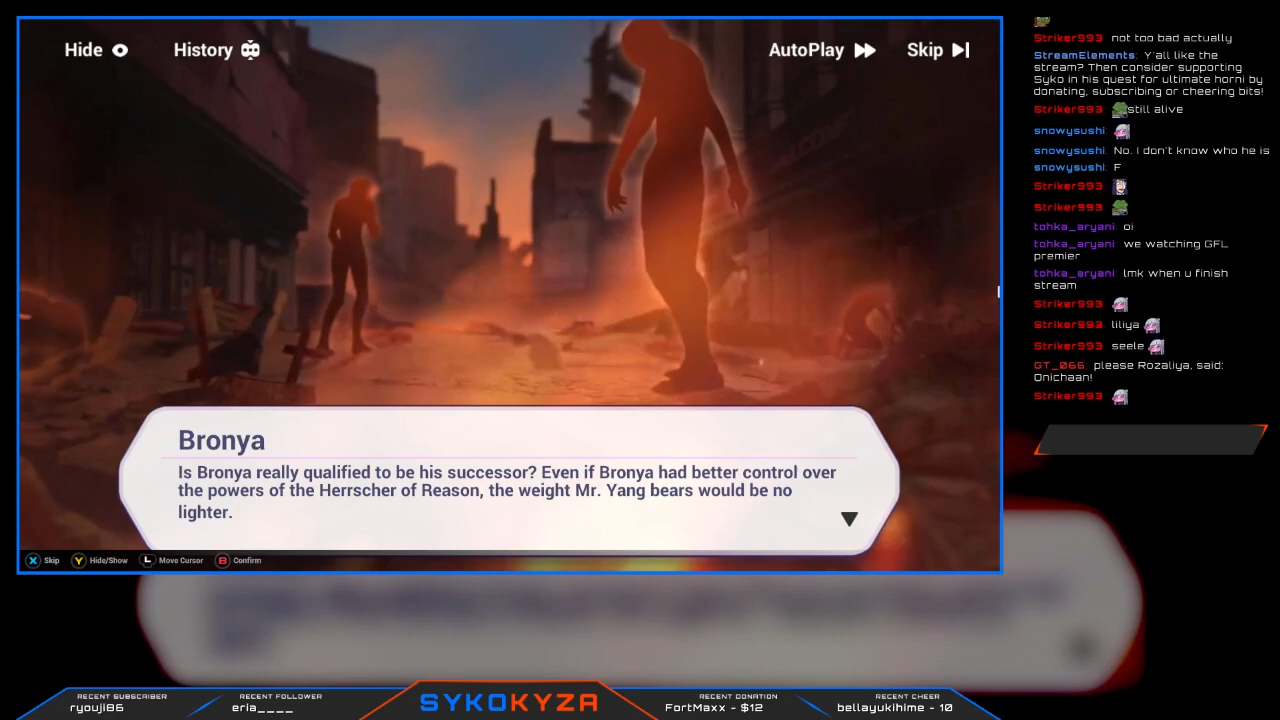 Hide
History
AutoPlay
Skip
Bronya
Is Bronya really qualified to be his successor? Even if Bronya had better control over
the powers of the Herrscher of Reason, the weight Mr. Yang bears would be no
lighter.
X Skip
Y Hide/Show
L Move Cursor
B Confirm
Striker993 not too bad actually
StreamElements: Y'all like the
stream? Then consider supporting
Syko in his quest for ultimate horni by
donating, subscribing or cheering bits!
Striker993 still alive
snowysushi:
snowysushi: No. I don't know who he is
snowysushi: F
Striker993
Striker993
tohka_aryani: oi
tohka_aryani: we watching GFL
premier
tohka_aryani: lmk when u finish
stream
Striker993
Striker993 liliya
Striker993 seele
GT_066: please Rozaliya, said:
Onichaan!
Striker993
RECENT SUBSCRIBER
ryouji86
RECENT FOLLOWER
eria____
SYKOKYZA
RECENT DONATION
FortMaxx - $12
RECENT CHEER
bellayukihime - 10